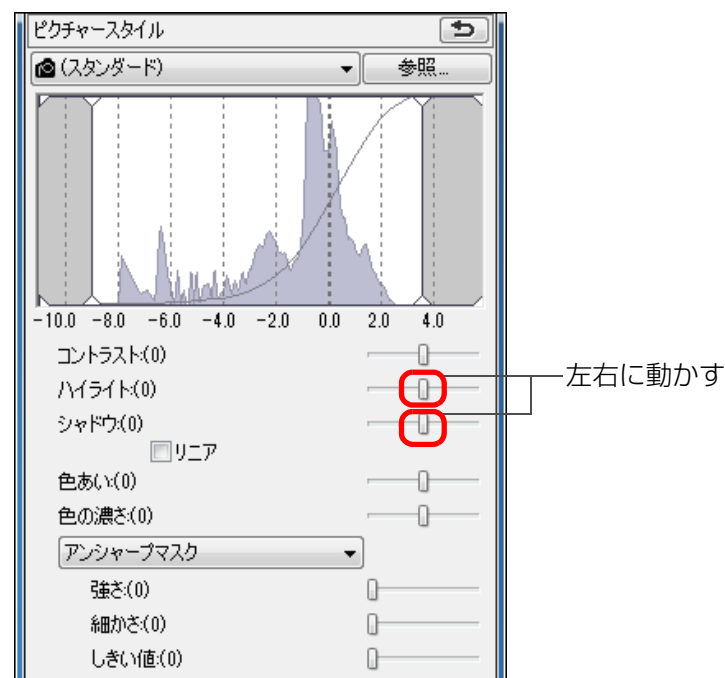 ピクチャースタイル
(スタンダード)
参照...
-10.0 -8.0 -6.0 -4.0 -2.0 0.0 2.0 4.0
コントラスト:(0)
ハイライト:(0)
左右に動かす
シャドウ:(0)
リニア
色あい:(0)
色の濃さ:(0)
アンシャープマスク
強さ:(0)
細かさ:(0)
しきい値:(0)